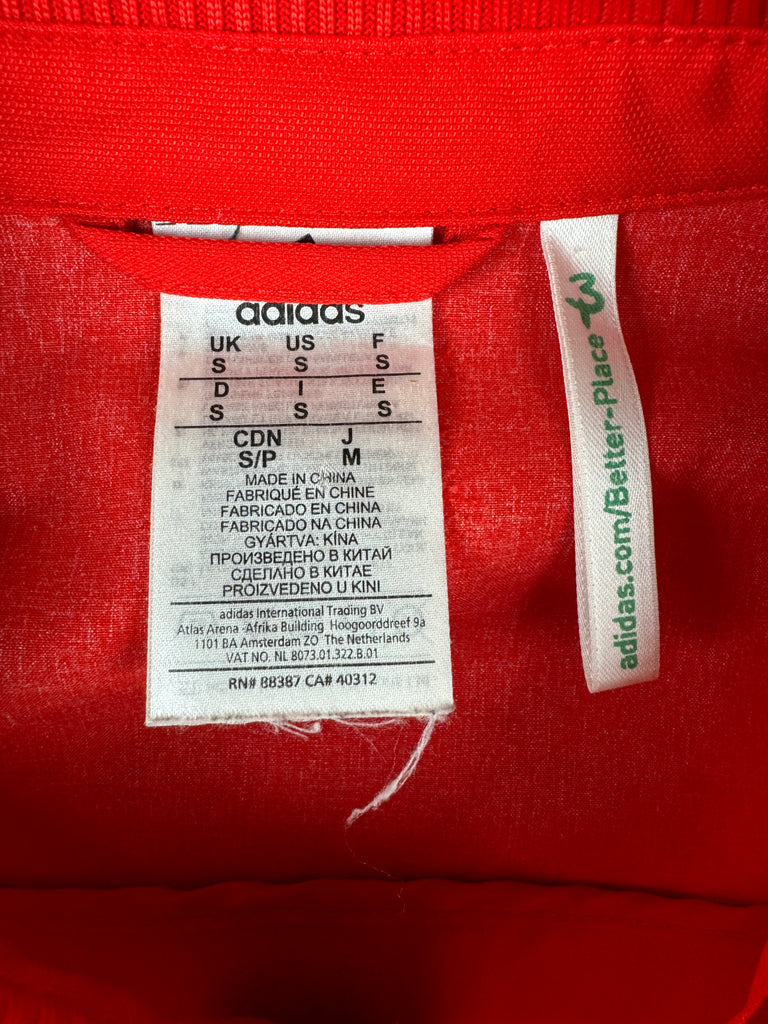 adidas
UK US F
S S S
D I E
S S S
CDN J
S/P M
MADE IN CHINA
FABRIQUÉ EN CHINE
FABRICADO EN CHINA
FABRICADO NA CHINA
GYÁRTVA: KÍNA
ПРОИЗВЕДЕНО В КИТАЙ
СДЕЛАНО В КИТАЕ
PROIZVEDENO U KINI
adidas International Trading BV
Atlas Arena -Afrika Building Hoogoorddreef 9a
1101 BA Amsterdam ZO The Netherlands
VAT NO. NL 8073.01.322.B.01
RN# 88387 CA# 40312
adidas.com/Better-Place